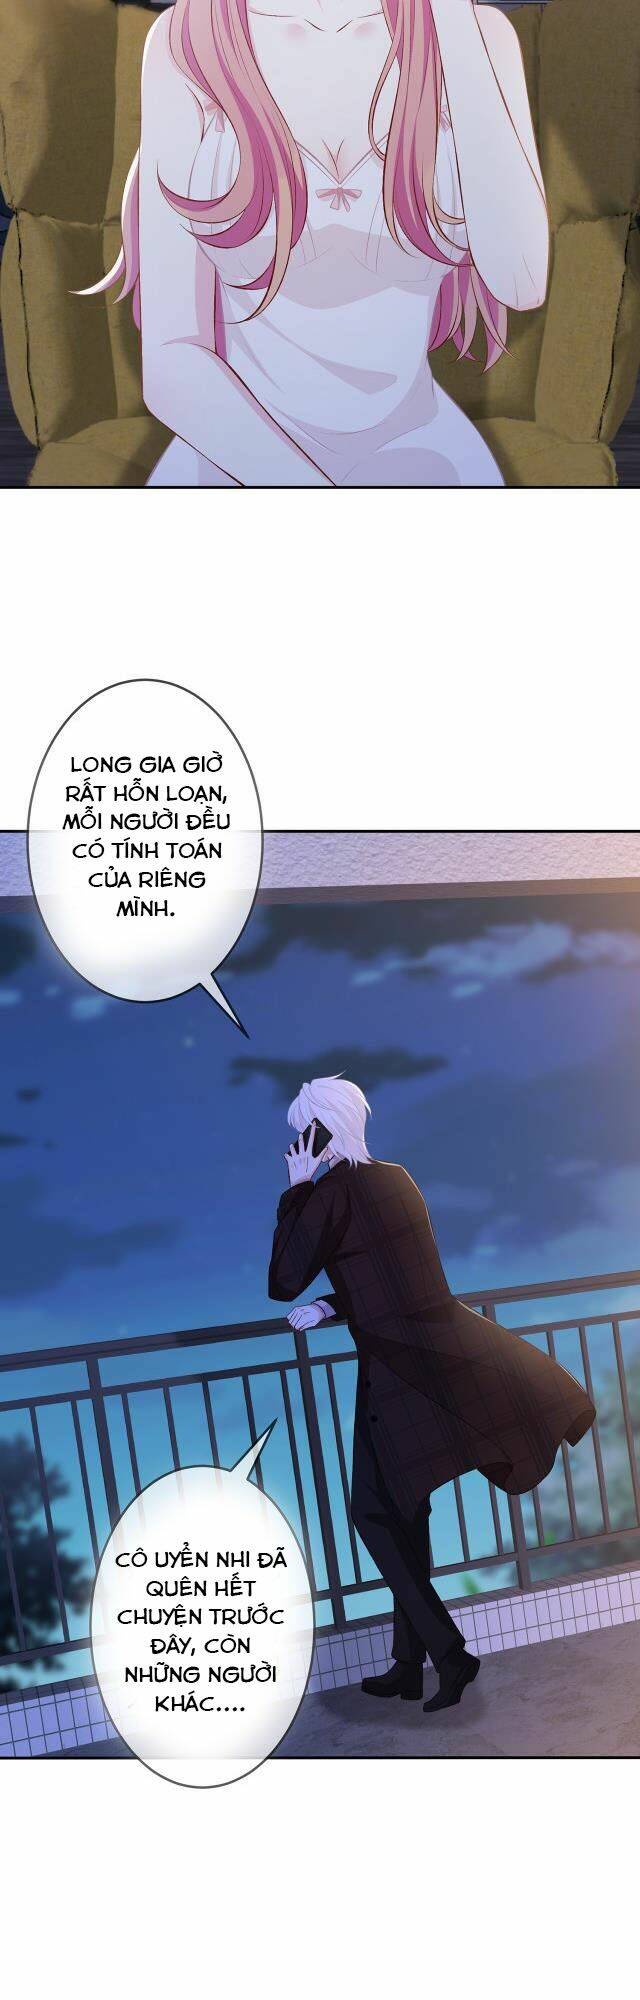 LONG GIA GIỜ
RẤT HỖN LOẠN,
MỖI NGƯỜI ĐỀU
CÓ TÍNH TOÁN
CỦA RIÊNG
MÌNH.
CÔ UYỂN NHI ĐÃ
QUÊN HẾT
CHUYỆN TRƯỚC
ĐÂY, CÒN
NHỮNG NGƯỜI
KHÁC....